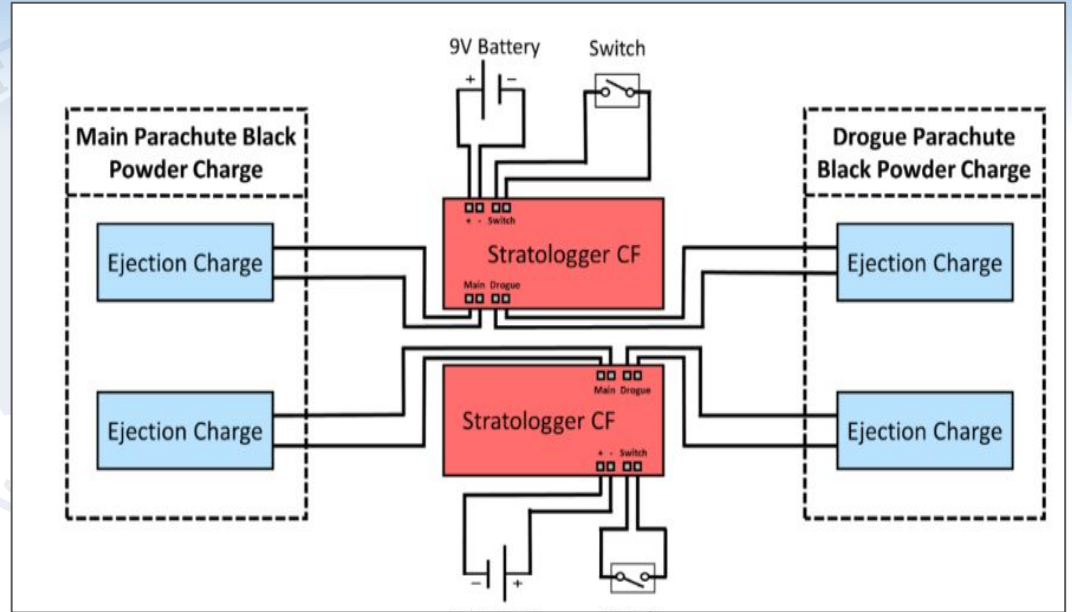 9V Battery
Switch
+ −
Main Parachute Black
Powder Charge
Drogue Parachute
Black Powder Charge
+ - Switch
Ejection Charge
Stratologger CF
Ejection Charge
Main Drogue
Main Drogue
Ejection Charge
Stratologger CF
Ejection Charge
+ - Switch
− +